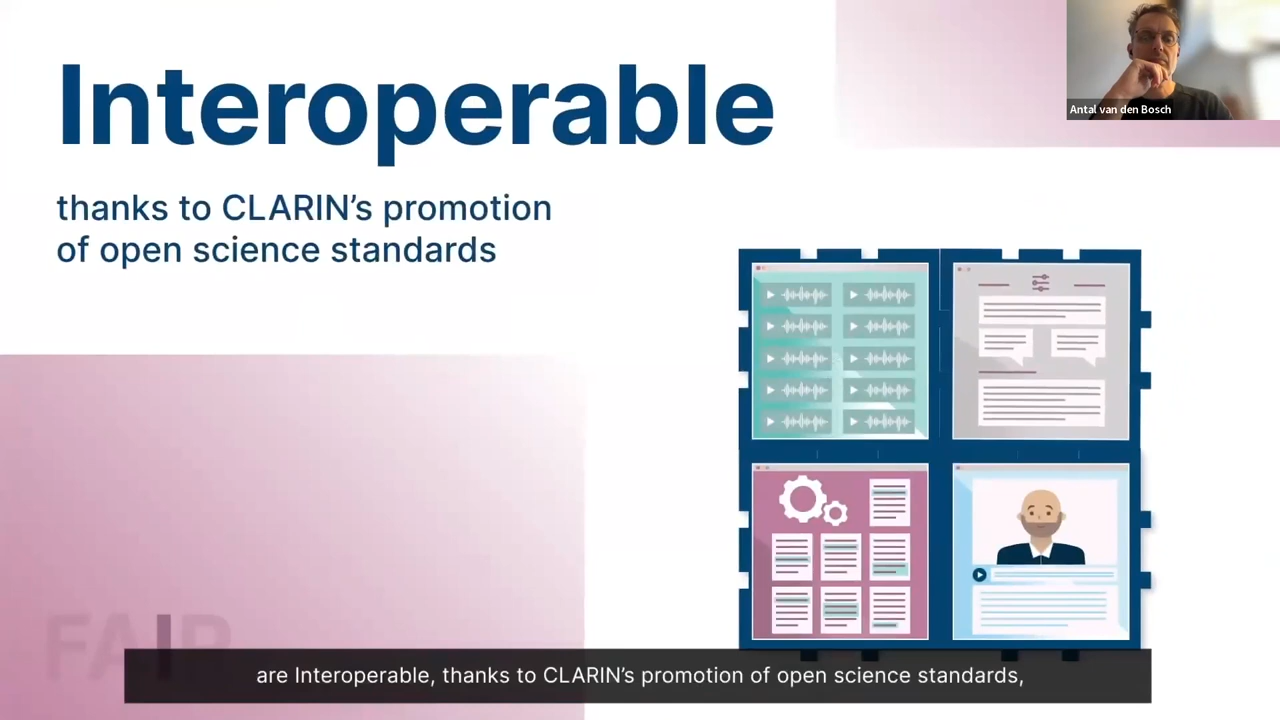 Interoperable
thanks to CLARIN’s promotion
of open science standards
Antal van den Bosch
FAIR
are Interoperable, thanks to CLARIN’s promotion of open science standards,